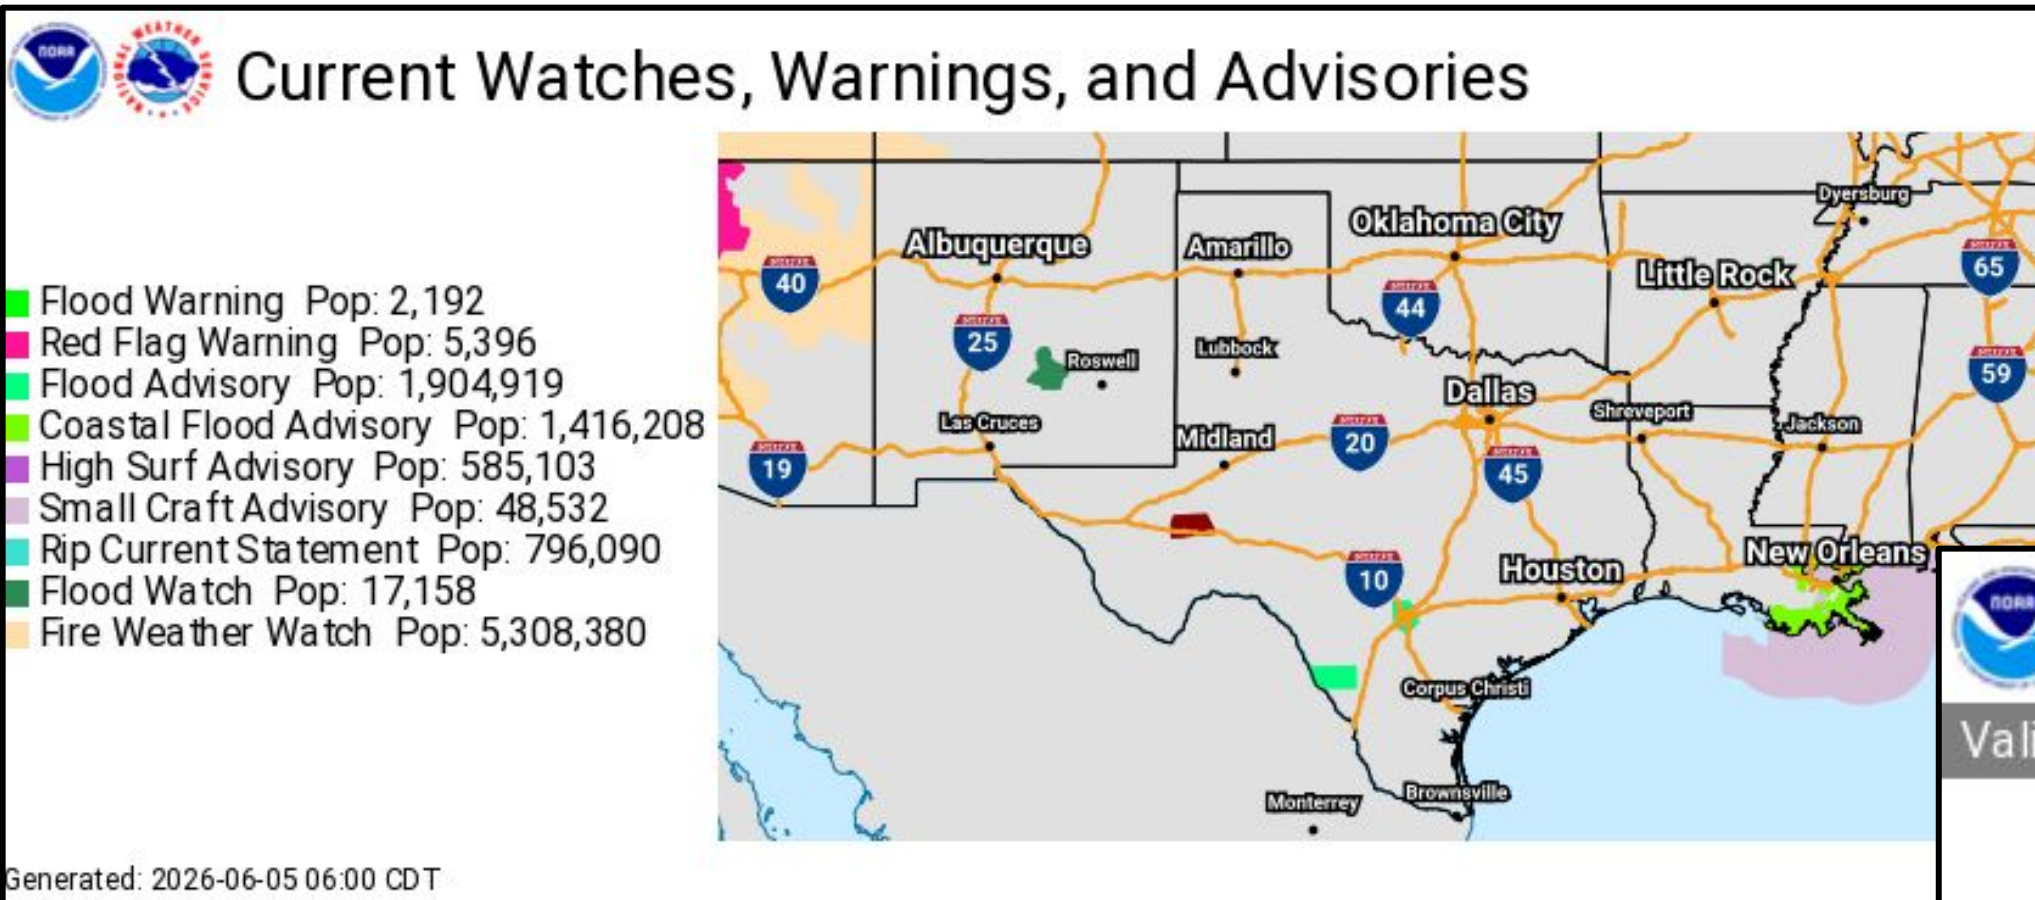 NOAA
NATIONAL WEATHER SERVICE
Current Watches, Warnings, and Advisories
Flood Warning Pop: 2,192
Red Flag Warning Pop: 5,396
Flood Advisory Pop: 1,904,919
Coastal Flood Advisory Pop: 1,416,208
High Surf Advisory Pop: 585,103
Small Craft Advisory Pop: 48,532
Rip Current Statement Pop: 796,090
Flood Watch Pop: 17,158
Fire Weather Watch Pop: 5,308,380
Dyersburg
Oklahoma City
Albuquerque
Amarillo
Little Rock
65
40
44
25
Lubbock
Roswell
59
Dallas
Shreveport
Las Cruces
Midland
20
Jackson
19
45
New Orleans
Houston
10
Corpus Christi
Monterrey
Brownsville
NOAA
Vali
Generated: 2026-06-05 06:00 CDT